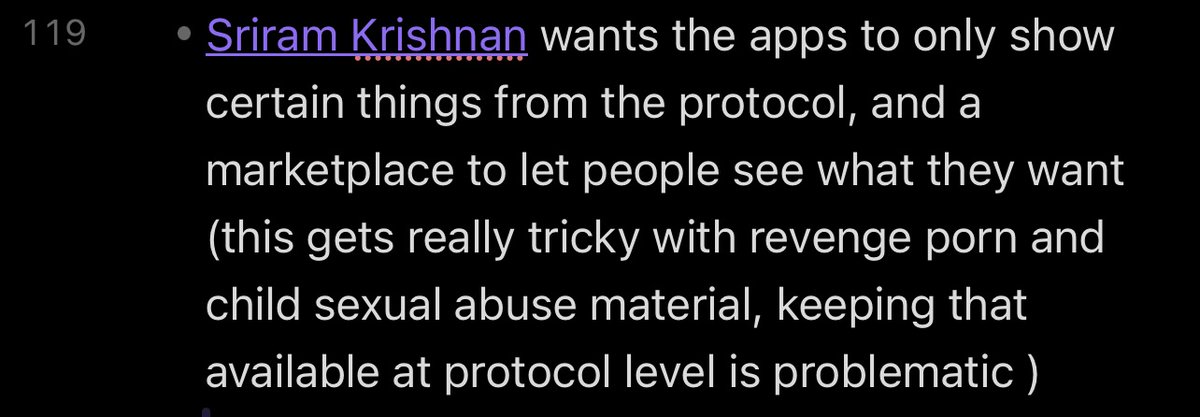 119 • Sriram Krishnan wants the apps to only show
certain things from the protocol, and a
marketplace to let people see what they want
(this gets really tricky with revenge porn and
child sexual abuse material, keeping that
available at protocol level is problematic )